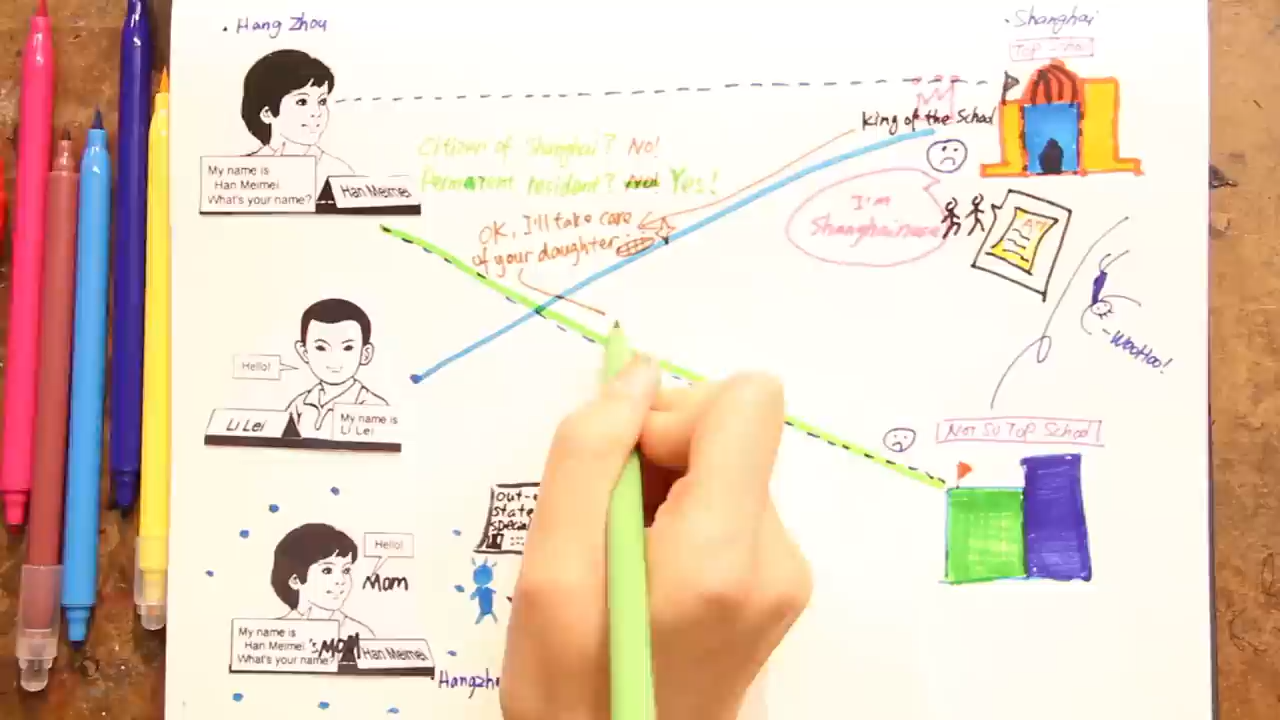 Hang Zhou
Shanghai
Top School
King of the School
Citizen of Shanghai? No!
Permanent resident? Yes!
My name is
Han Meimei
What's your name?
Han Meimei
I'm
Shanghainese
OK, I'll take care
of your daughter
Hello!
-WooHoo!
Li Lei
My name is
Li Lei
Not So Top School
out-
state
special
Hello!
Mom
My name is
Han Meimei's MOM
What's your name?
Han Meimei